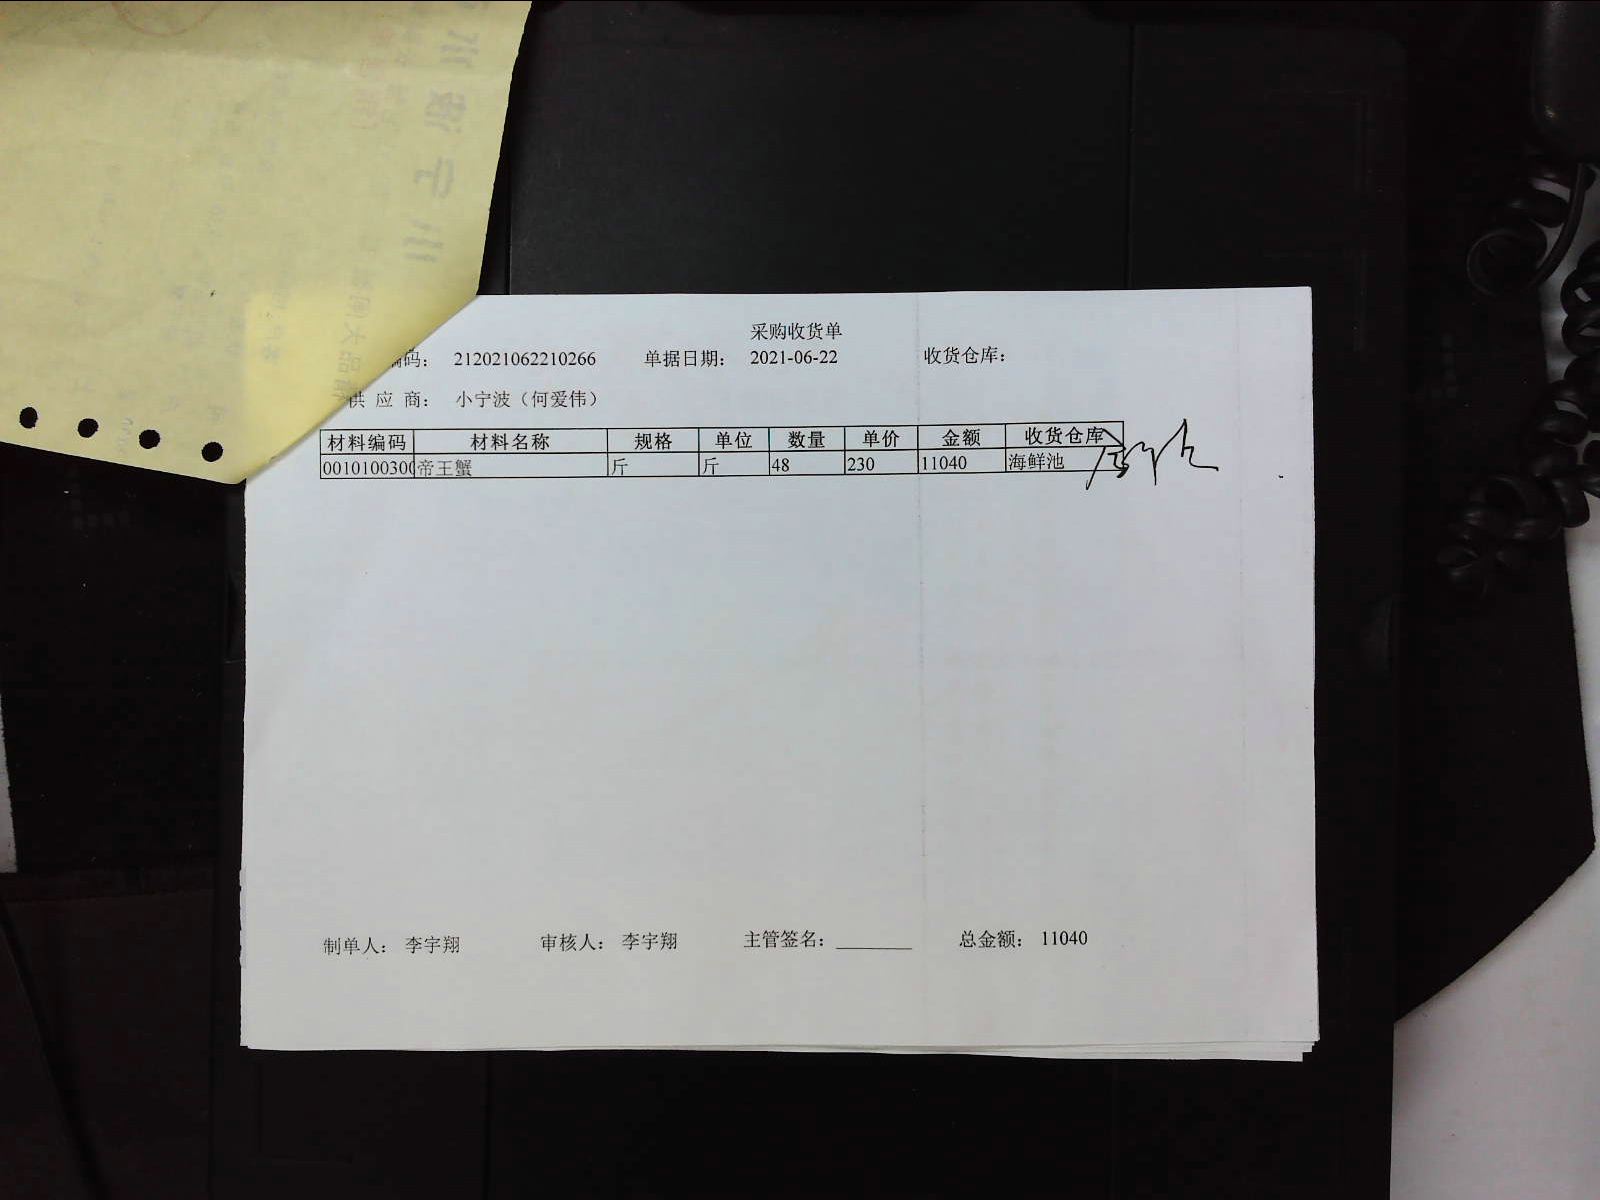 采购收货单
编码: 212021062210266 单据日期: 2021-06-22 收货仓库:
供 应 商: 小宁波（何爱伟）
材料编码 材料名称 规格 单位 数量 单价 金额 收货仓库
0010100300 帝王蟹 斤 斤 48 230 11040 海鲜池
制单人: 李宇翔 审核人: 李宇翔 主管签名: 总金额: 11040